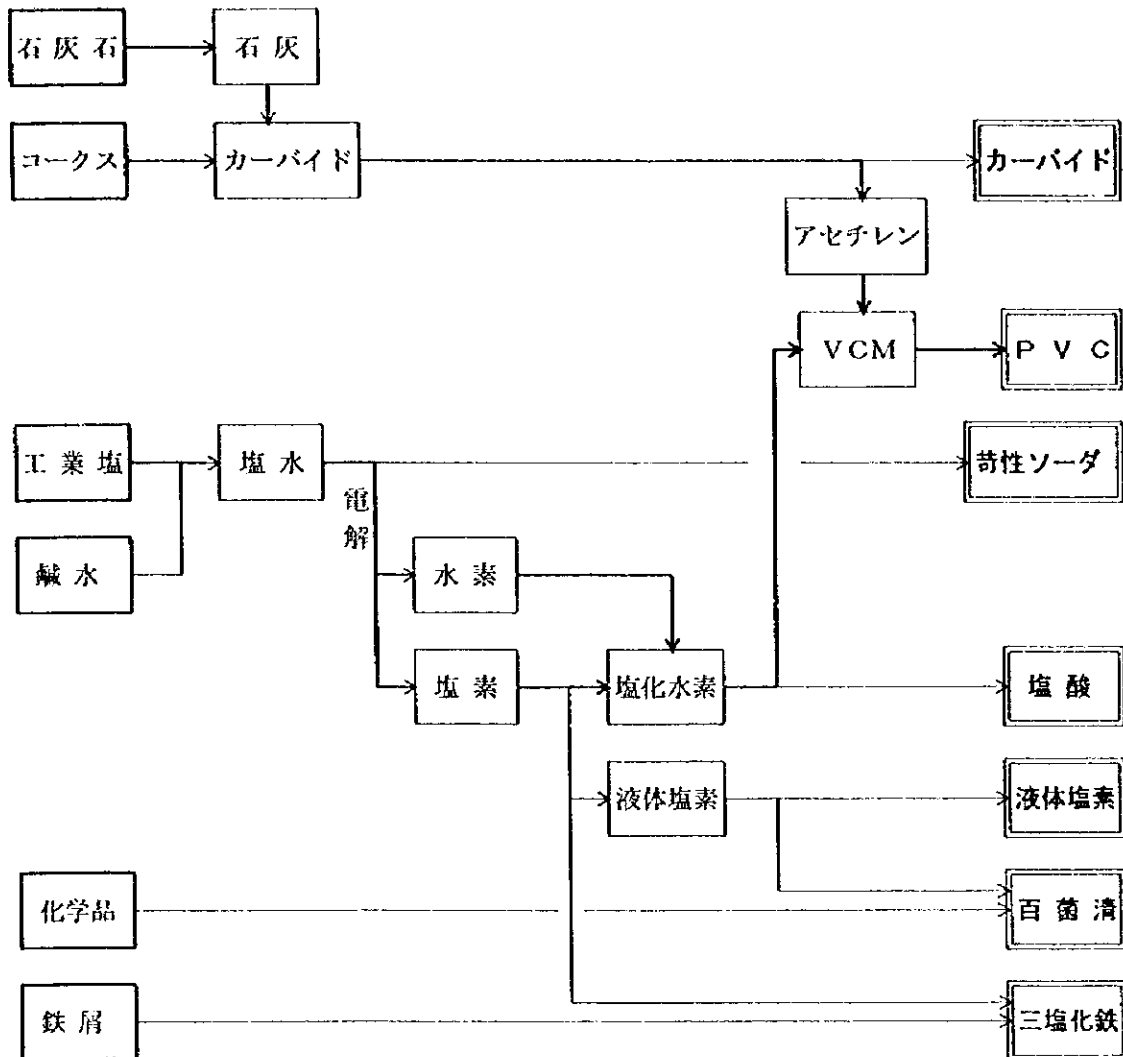 石灰石
石灰
コークス
カーバイド
カーバイド
アセチレン
VCM
PVC
工業塩
塩水
苛性ソーダ
電解
鹹水
水素
塩素
塩化水素
塩酸
液体塩素
液体塩素
化学品
百菌清
鉄屑
三塩化鉄